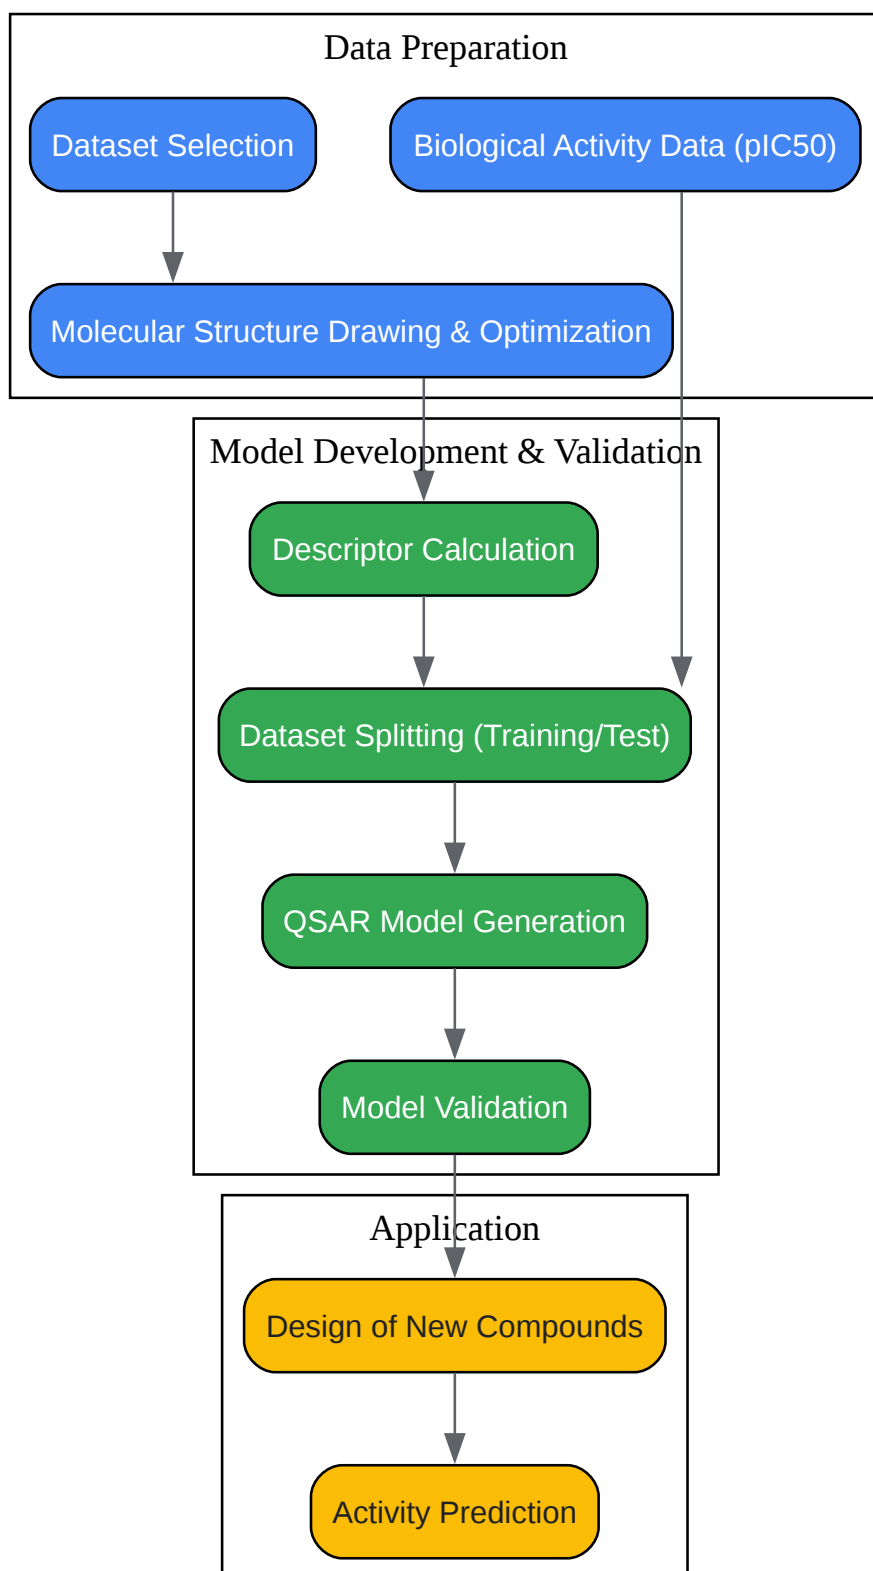 Data Preparation
Dataset Selection
Biological Activity Data (pIC50)
Molecular Structure Drawing & Optimization
Model Development & Validation
Descriptor Calculation
Dataset Splitting (Training/Test)
QSAR Model Generation
Model Validation
Application
Design of New Compounds
Activity Prediction